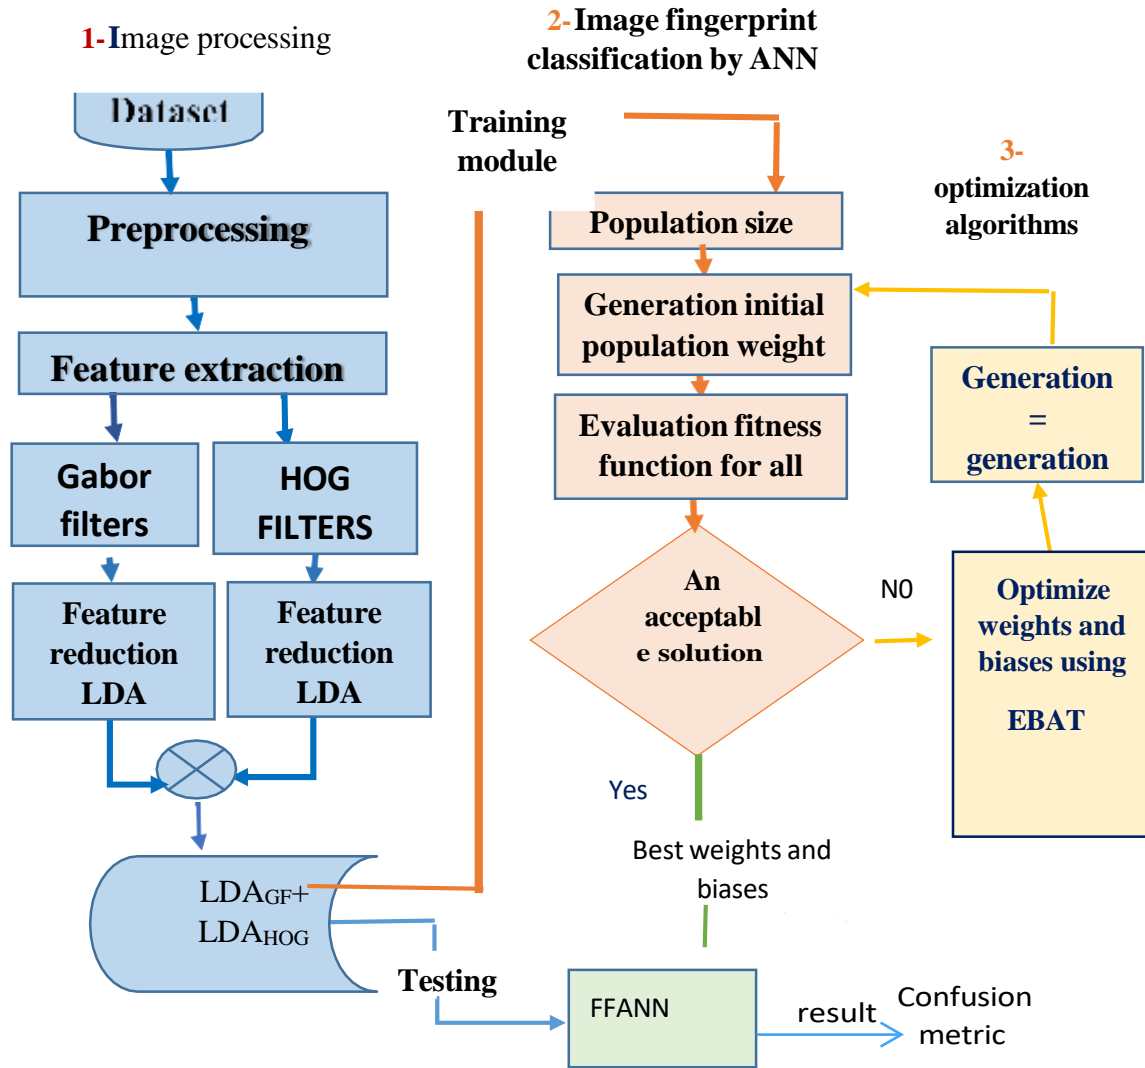 1-Image processing
Dataset
Preprocessing
Feature extraction
Gabor
filters
HOG
FILTERS
Feature
reduction
LDA
Feature
reduction
LDA
LDAGF+
LDAHOG
2-Image fingerprint
classification by ANN
Training
module
Population size
Generation initial
population weight
Evaluation fitness
function for all
An
acceptabl
e solution
N0
Yes
Best weights and
biases
3-
optimization
algorithms
Generation
=
generation
Optimize
weights and
biases using
EBAT
Testing
FFANN
result
Confusion
metric